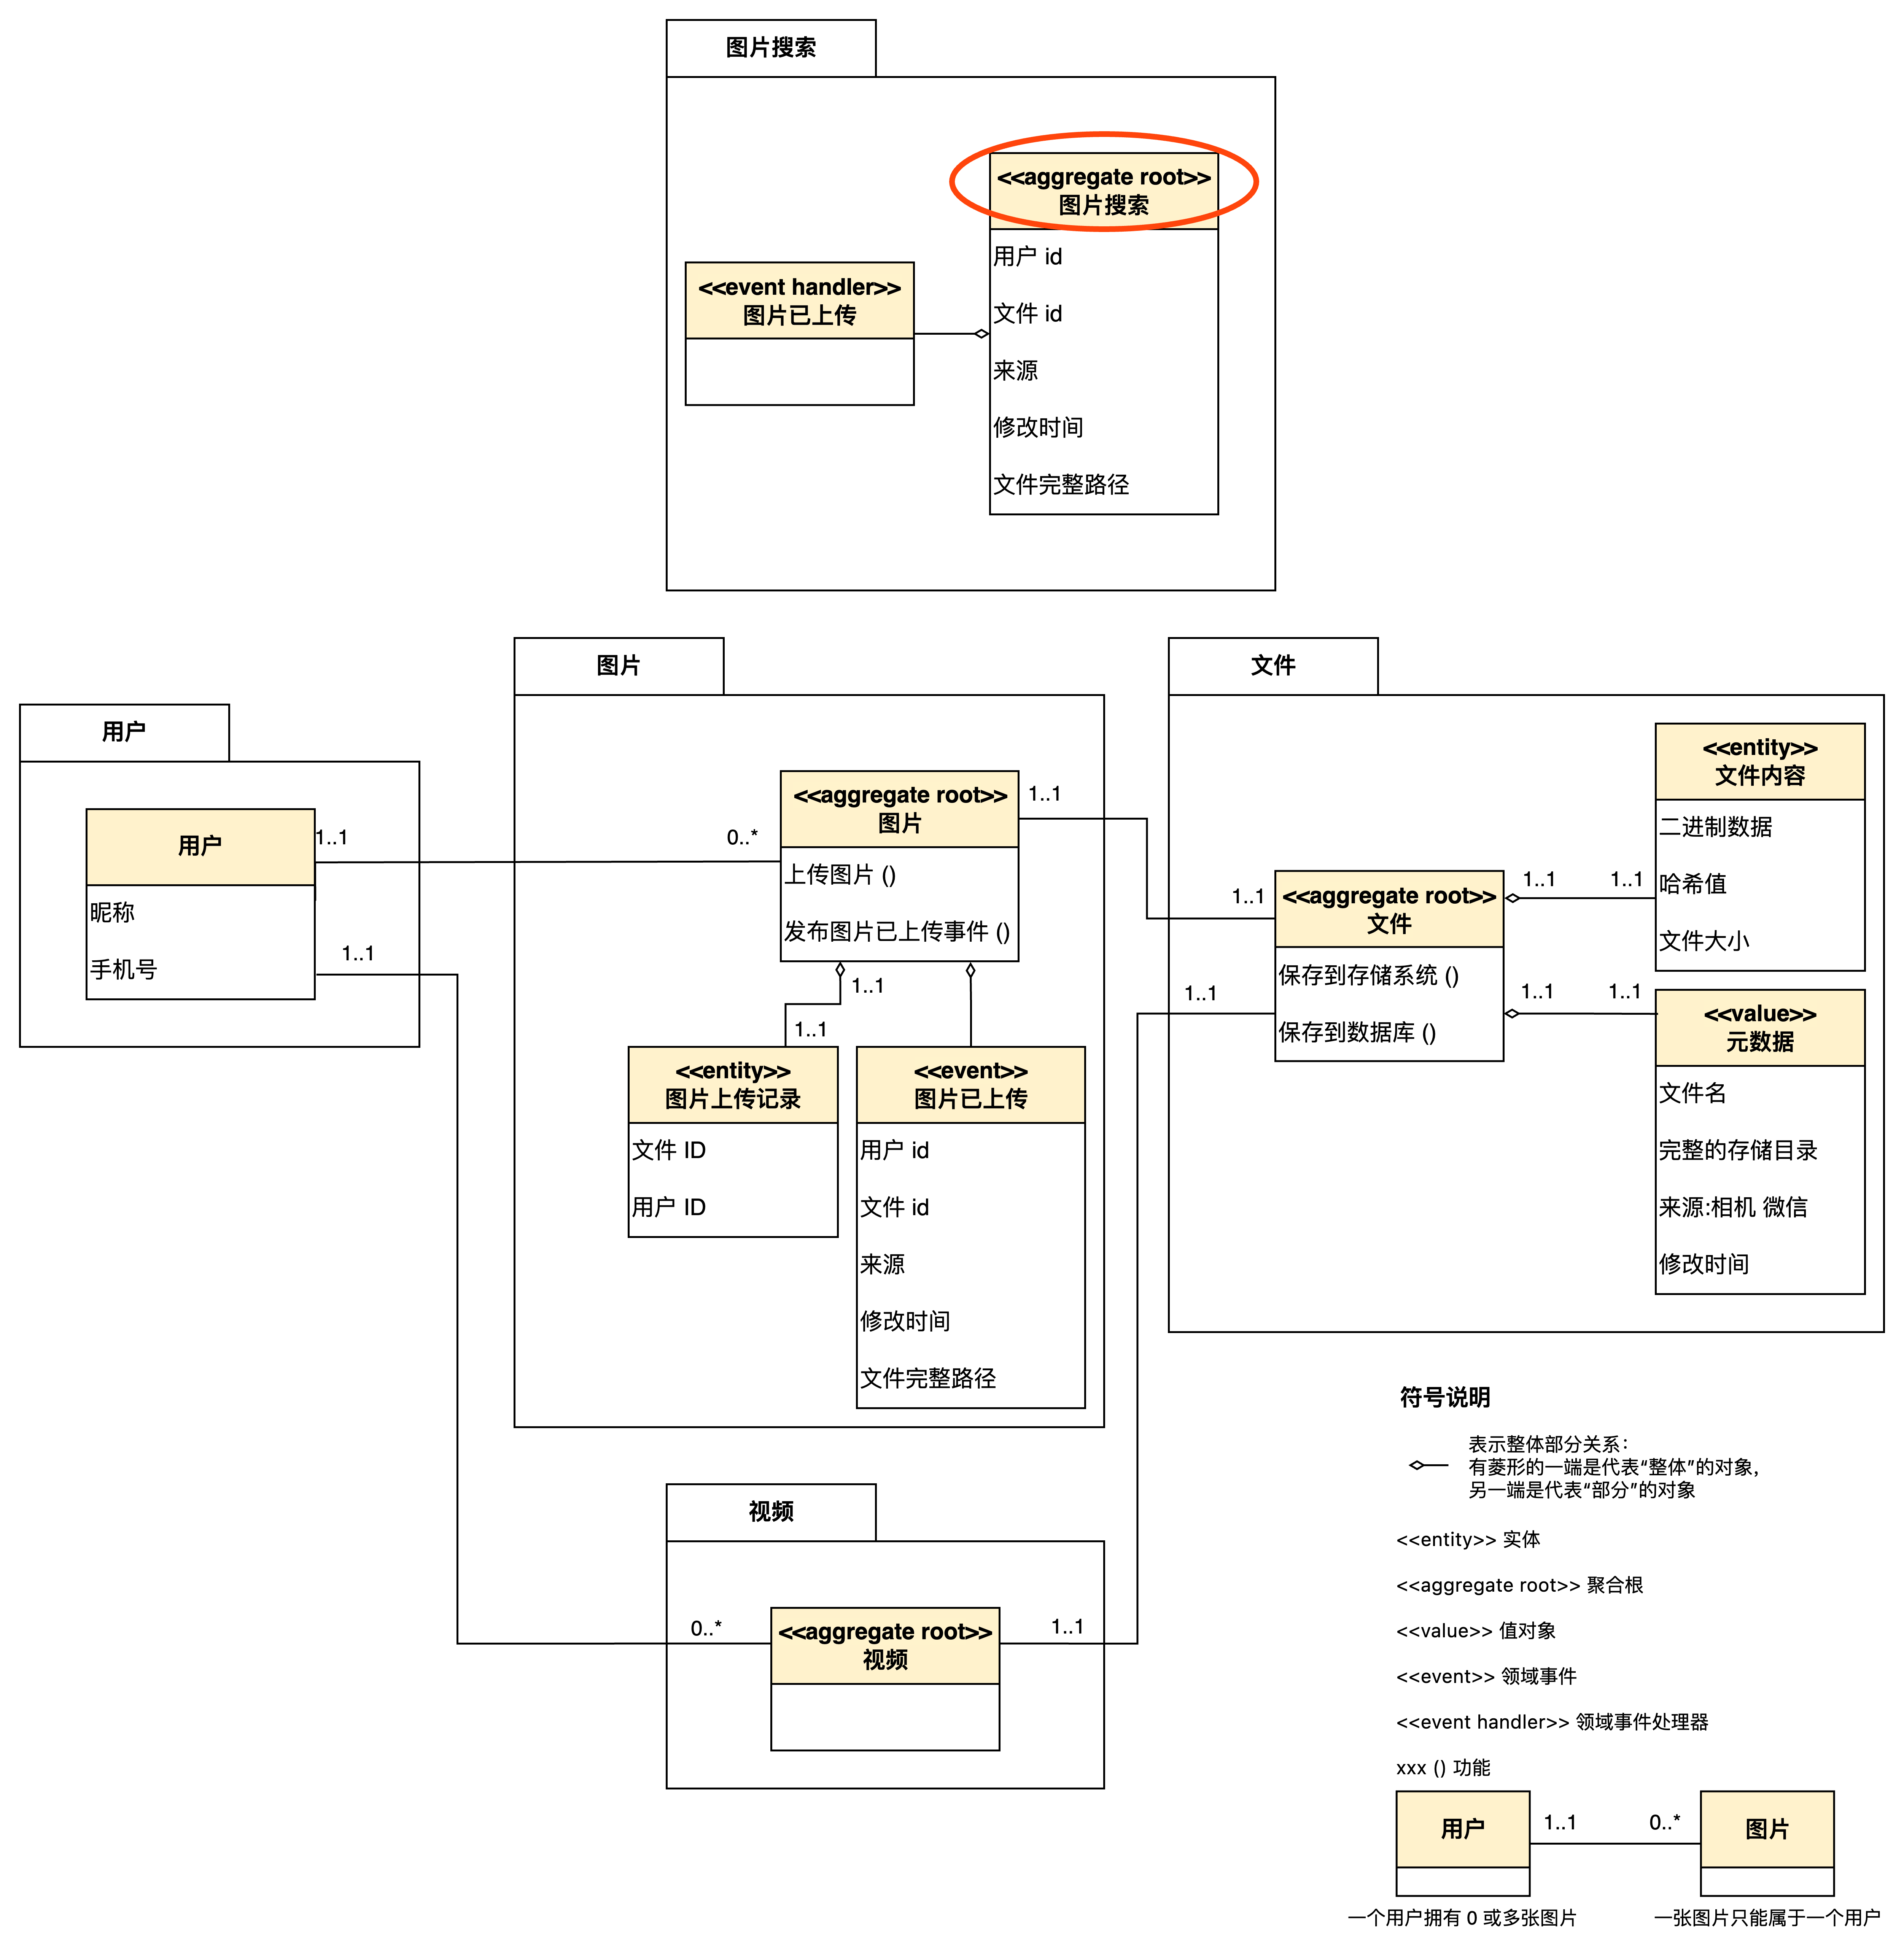 图片搜索
<<aggregate root>>
图片搜索
用户 id
文件 id
来源
修改时间
文件完整路径
<<event handler>>
图片已上传
用户
用户
昵称
手机号
1..1
1..1
图片
0..*
<<aggregate root>>
图片
上传图片 ()
发布图片已上传事件 ()
1..1
1..1
1..1
<<entity>>
图片上传记录
文件 ID
用户 ID
<<event>>
图片已上传
用户 id
文件 id
来源
修改时间
文件完整路径
文件
1..1
1..1
<<aggregate root>>
文件
保存到存储系统 ()
保存到数据库 ()
1..1
1..1
<<entity>>
文件内容
二进制数据
哈希值
文件大小
1..1
1..1
<<value>>
元数据
文件名
完整的存储目录
来源:相机 微信
修改时间
视频
0..*
<<aggregate root>>
视频
1..1
符号说明
表示整体部分关系：
有菱形的一端是代表“整体”的对象，
另一端是代表“部分”的对象
<<entity>> 实体
<<aggregate root>> 聚合根
<<value>> 值对象
<<event>> 领域事件
<<event handler>> 领域事件处理器
xxx () 功能
用户
1..1
0..*
图片
一个用户拥有 0 或多张图片
一张图片只能属于一个用户